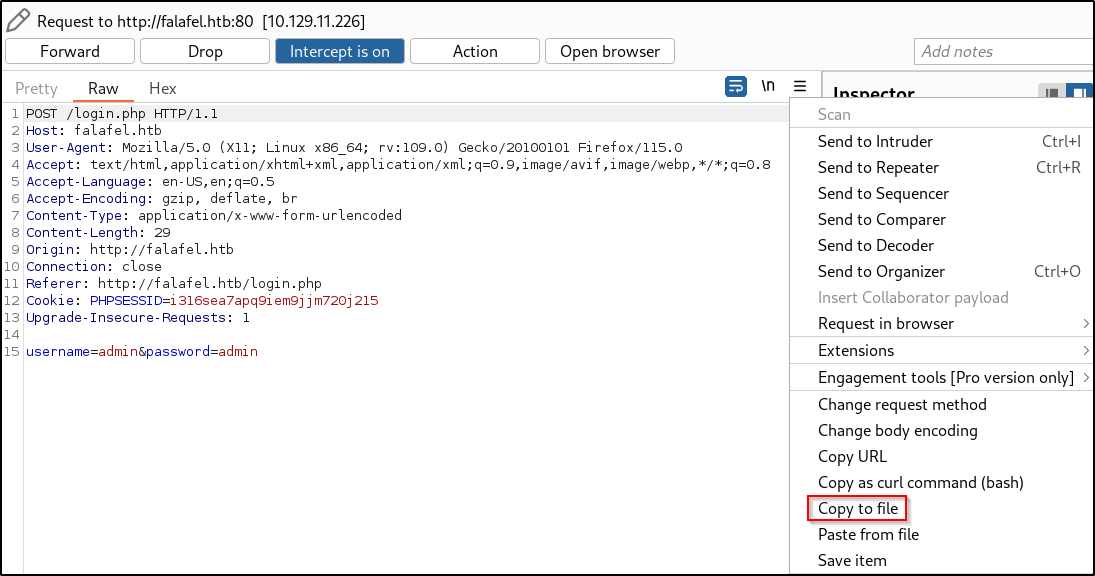 Request to http://falafel.htb:80 [10.129.11.226]
Forward Drop Intercept is on Action Open browser Add notes
Pretty Raw Hex \n
Inspector
1 POST /login.php HTTP/1.1
2 Host: falafel.htb
3 User-Agent: Mozilla/5.0 (X11; Linux x86_64; rv:109.0) Gecko/20100101 Firefox/115.0
4 Accept: text/html,application/xhtml+xml,application/xml;q=0.9,image/avif,image/webp,*/*;q=0.8
5 Accept-Language: en-US,en;q=0.5
6 Accept-Encoding: gzip, deflate, br
7 Content-Type: application/x-www-form-urlencoded
8 Content-Length: 29
9 Origin: http://falafel.htb
10 Connection: close
11 Referer: http://falafel.htb/login.php
12 Cookie: PHPSESSID=i316sea7apq9iem9jjm720j215
13 Upgrade-Insecure-Requests: 1
14
15 username=admin&password=admin
Scan
Send to Intruder Ctrl+I
Send to Repeater Ctrl+R
Send to Sequencer
Send to Comparer
Send to Decoder
Send to Organizer Ctrl+O
Insert Collaborator payload
Request in browser
Extensions
Engagement tools [Pro version only]
Change request method
Change body encoding
Copy URL
Copy as curl command (bash)
Copy to file
Paste from file
Save item